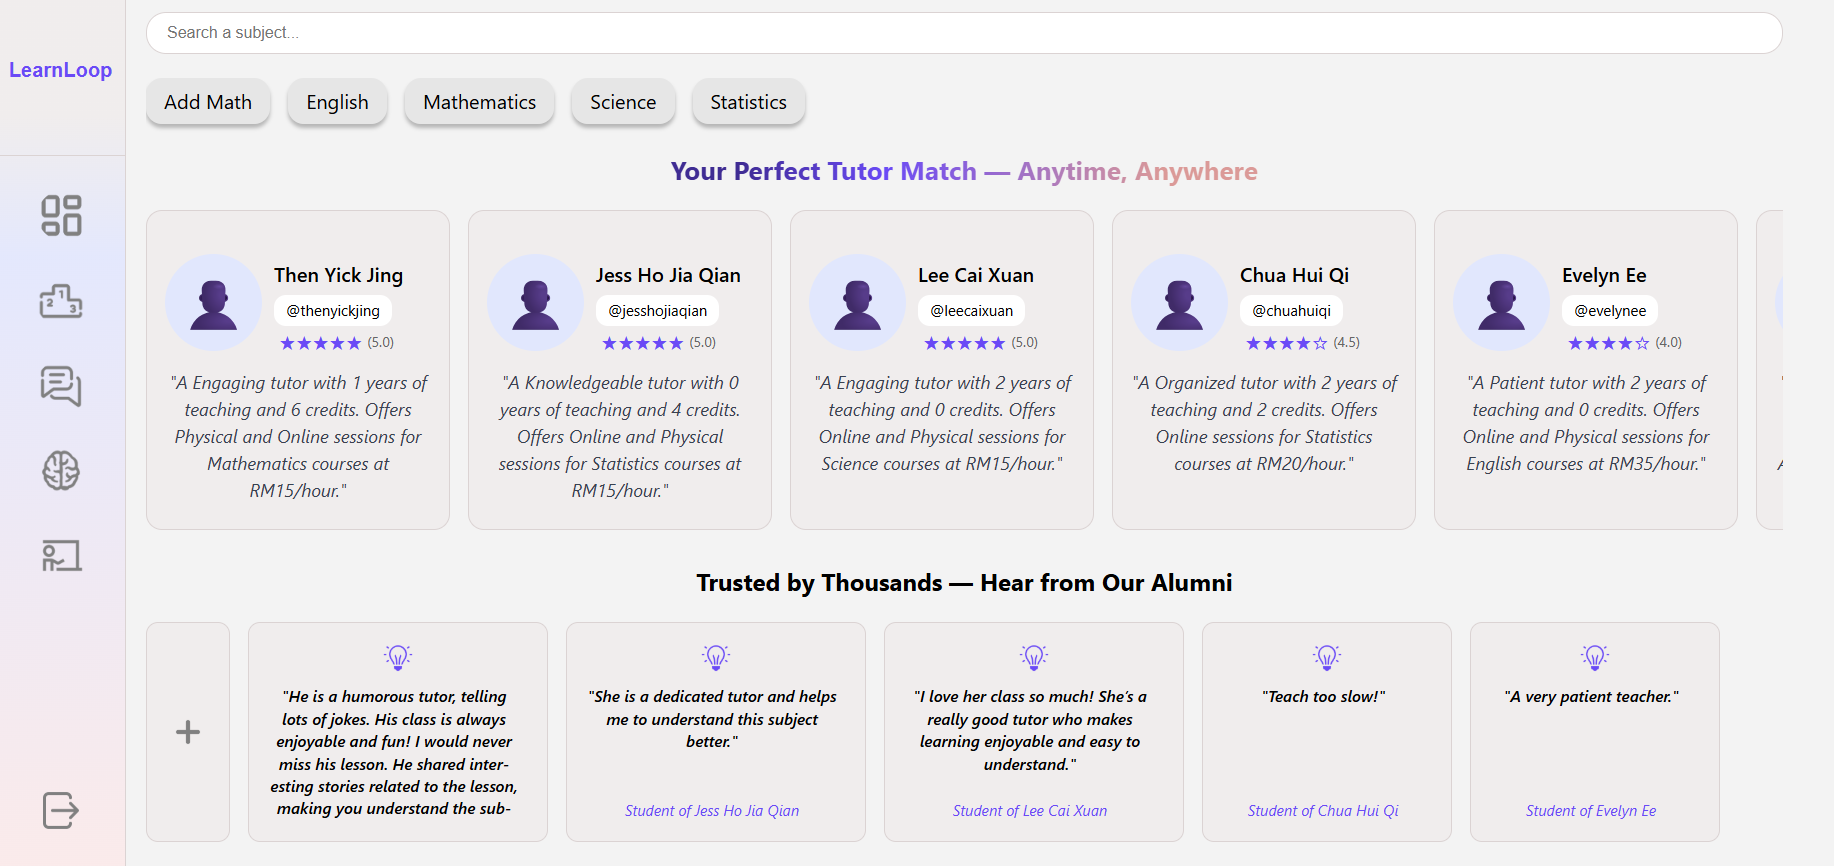 LearnLoop
Search a subject...
Add Math
English
Mathematics
Science
Statistics
Your Perfect Tutor Match — Anytime, Anywhere
Then Yick Jing
@thenyickjing
★★★★★ (5.0)
"A Engaging tutor with 1 years of
teaching and 6 credits. Offers
Physical and Online sessions for
Mathematics courses at
RM15/hour."
Jess Ho Jia Qian
@jesshojiaqian
★★★★★ (5.0)
"A Knowledgeable tutor with 0
years of teaching and 4 credits.
Offers Online and Physical
sessions for Statistics courses at
RM15/hour."
Lee Cai Xuan
@leecaixuan
★★★★★ (5.0)
"A Engaging tutor with 2 years of
teaching and 0 credits. Offers
Online and Physical sessions for
Science courses at RM15/hour."
Chua Hui Qi
@chuahuiqi
★★★★☆ (4.5)
"A Organized tutor with 2 years of
teaching and 2 credits. Offers
Online sessions for Statistics
courses at RM20/hour."
Evelyn Ee
@evelynee
★★★★☆ (4.0)
"A Patient tutor with 2 years of
teaching and 0 credits. Offers
Online and Physical sessions for
English courses at RM35/hour."
Trusted by Thousands — Hear from Our Alumni
+
"He is a humorous tutor, telling
lots of jokes. His class is always
enjoyable and fun! I would never
miss his lesson. He shared inter-
esting stories related to the lesson,
making you understand the sub-
"She is a dedicated tutor and helps
me to understand this subject
better."
Student of Jess Ho Jia Qian
"I love her class so much! She's a
really good tutor who makes
learning enjoyable and easy to
understand."
Student of Lee Cai Xuan
"Teach too slow!"
Student of Chua Hui Qi
"A very patient teacher."
Student of Evelyn Ee